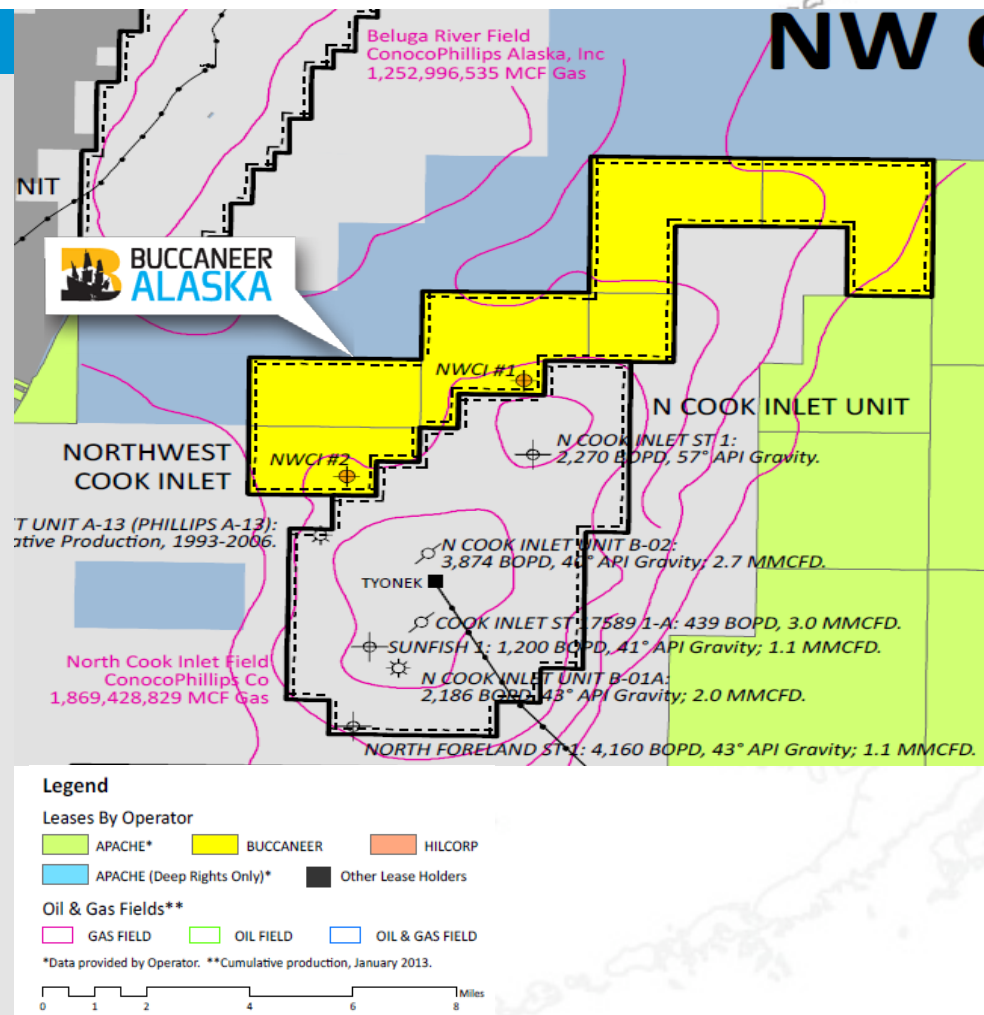 NW C
Beluga River Field
ConocoPhillips Alaska, Inc
1,252,996,535 MCF Gas
NIT
BUCCANEER
ALASKA
NWCI #1
N COOK INLET UNIT
N COOK INLET ST 1:
2,270 BOPD, 57° API Gravity.
NORTHWEST
COOK INLET
NWCI #2
T UNIT A-13 (PHILLIPS A-13):
ative Production, 1993-2006.
N COOK INLET UNIT B-02:
3,874 BOPD, 40° API Gravity; 2.7 MMCFD.
TYONEK
COOK INLET ST 17589 1-A: 439 BOPD, 3.0 MMCFD.
SUNFISH 1: 1,200 BOPD, 41° API Gravity; 1.1 MMCFD.
North Cook Inlet Field
ConocoPhillips Co
1,869,428,829 MCF Gas
N COOK INLET UNIT B-01A:
2,186 BOPD, 43° API Gravity; 2.0 MMCFD.
NORTH FORELAND ST 1: 4,160 BOPD, 43° API Gravity; 1.1 MMCFD.
Legend
Leases By Operator
APACHE* BUCCANEER HILCORP
APACHE (Deep Rights Only)* Other Lease Holders
Oil & Gas Fields**
GAS FIELD OIL FIELD OIL & GAS FIELD
*Data provided by Operator. **Cumulative production, January 2013.
Miles
0 1 2 4 6 8